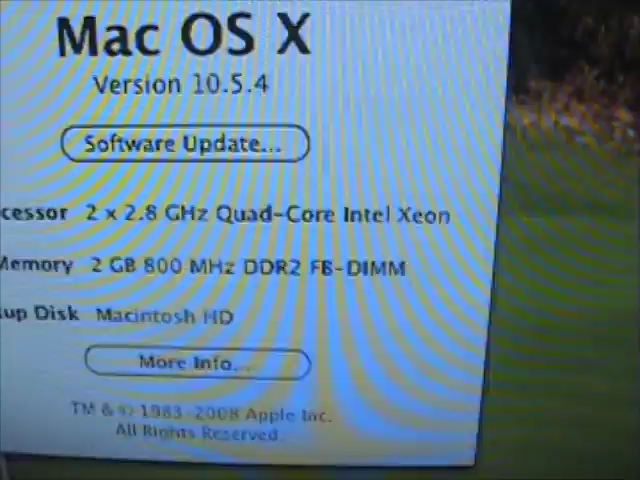 Mac OS X
Version 10.5.4
Software Update...
cessor 2 x 2.8 GHz Quad-Core Intel Xeon
Memory 2 GB 800 MHz DDR2 FB-DIMM
up Disk Macintosh HD
More Info...
TM & © 1983-2008 Apple Inc.
All Rights Reserved.